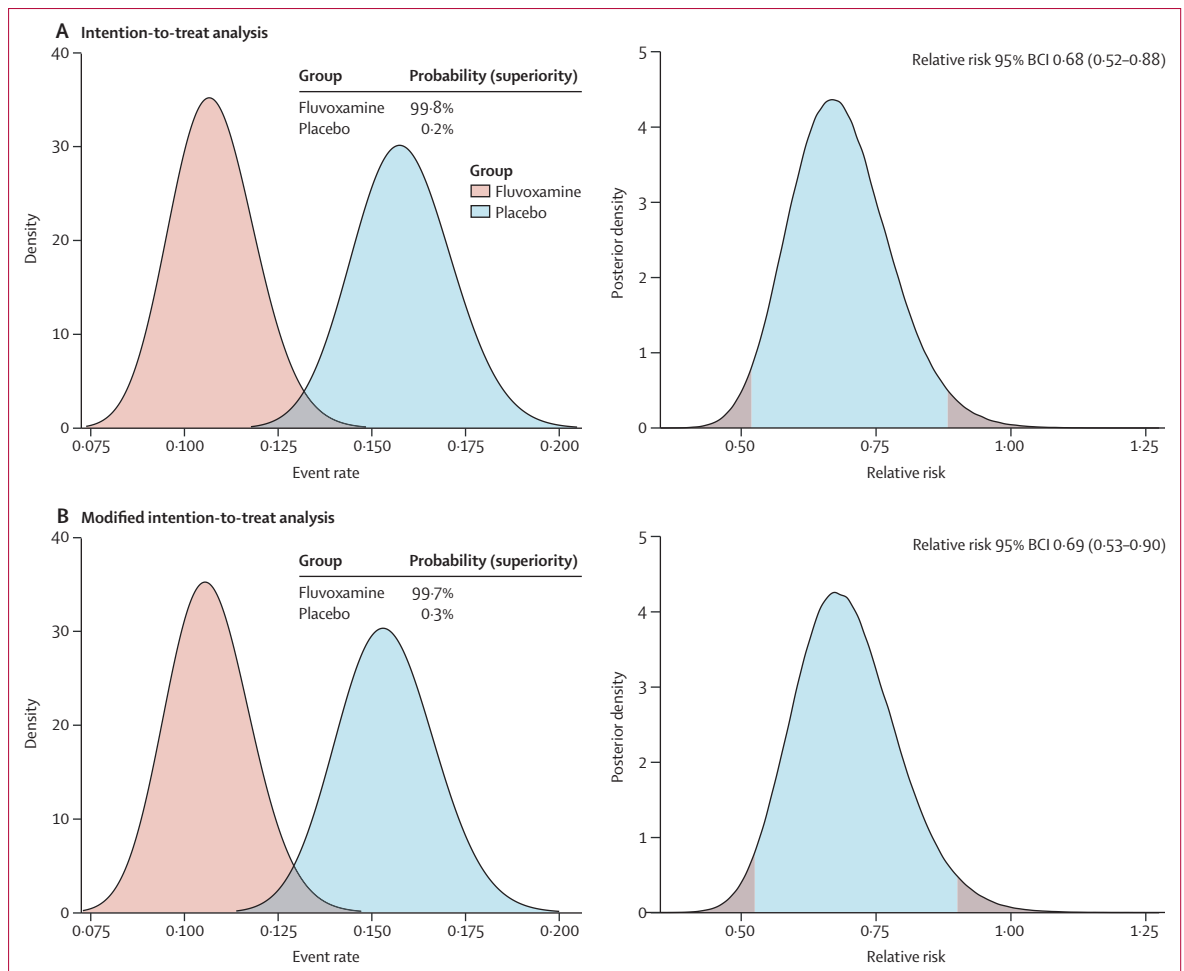 A Intention-to-treat analysis
40
30
20
10
0
Density
Group Probability (superiority)
Fluvoxamine 99·8%
Placebo 0·2%
Group
Fluvoxamine
Placebo
0·075 0·100 0·125 0·150 0·175 0·200
Event rate
Relative risk 95% BCI 0·68 (0·52–0·88)
5
4
3
2
1
0
Posterior density
0·50 0·75 1·00 1·25
Relative risk
B Modified intention-to-treat analysis
40
30
20
10
0
Density
Group Probability (superiority)
Fluvoxamine 99·7%
Placebo 0·3%
0·075 0·100 0·125 0·150 0·175 0·200
Event rate
Relative risk 95% BCI 0·69 (0·53–0·90)
5
4
3
2
1
0
Posterior density
0·50 0·75 1·00 1·25
Relative risk